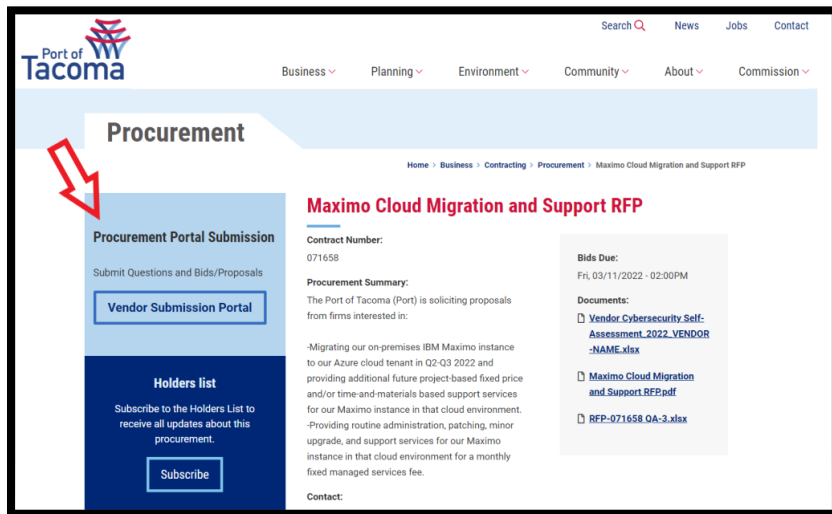 Search News Jobs Contact
Port of
Tacoma
Business Planning Environment Community About Commission
Procurement
Home > Business > Contracting > Procurement > Maximo Cloud Migration and Support RFP
Procurement Portal Submission
Submit Questions and Bids/Proposals
Vendor Submission Portal
Holders list
Subscribe to the Holders List to
receive all updates about this
procurement.
Subscribe
Maximo Cloud Migration and Support RFP
Contract Number:
071658
Procurement Summary:
The Port of Tacoma (Port) is soliciting proposals
from firms interested in:
-Migrating our on-premises IBM Maximo instance
to our Azure cloud tenant in Q2-Q3 2022 and
providing additional future project-based fixed price
and/or time-and-materials based support services
for our Maximo instance in that cloud environment.
-Providing routine administration, patching, minor
upgrade, and support services for our Maximo
instance in that cloud environment for a monthly
fixed managed services fee.
Contact:
Bids Due:
Fri, 03/11/2022 - 02:00PM
Documents:
Vendor Cybersecurity Self-
Assessment_2022_VENDOR
-NAME.xlsx
Maximo Cloud Migration
and Support RFP.pdf
RFP-071658 QA-3.xlsx